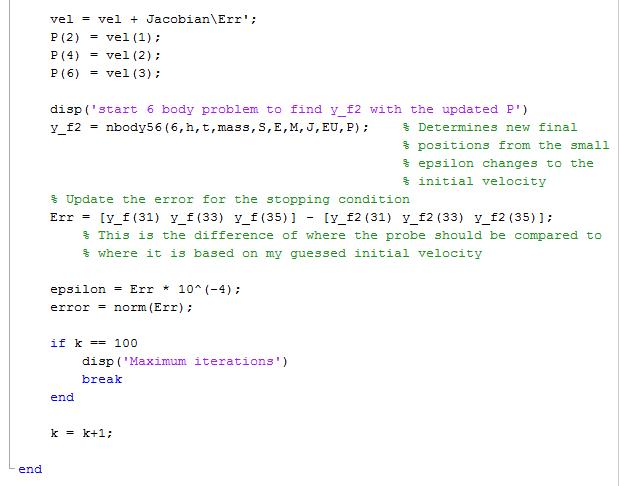 vel = vel + Jacobian\Err';
P(2) = vel(1);
P(4) = vel(2);
P(6) = vel(3);
disp('start 6 body problem to find y_f2 with the updated P')
y_f2 = nbody56(6,h,t,mass,S,E,M,J,EU,P); % Determines new final
% positions from the small
% epsilon changes to the
% initial velocity
% Update the error for the stopping condition
Err = [y_f(31) y_f(33) y_f(35)] - [y_f2(31) y_f2(33) y_f2(35)];
% This is the difference of where the probe should be compared to
% where it is based on my guessed initial velocity
epsilon = Err * 10^(-4);
error = norm(Err);
if k == 100
disp('Maximum iterations')
break
end
k = k+1;
end